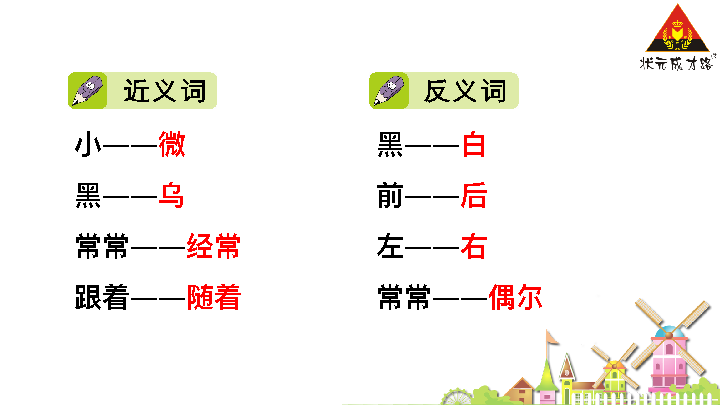 状元成才路
近义词
小——微
黑——乌
常常——经常
跟着——随着
反义词
黑——白
前——后
左——右
常常——偶尔